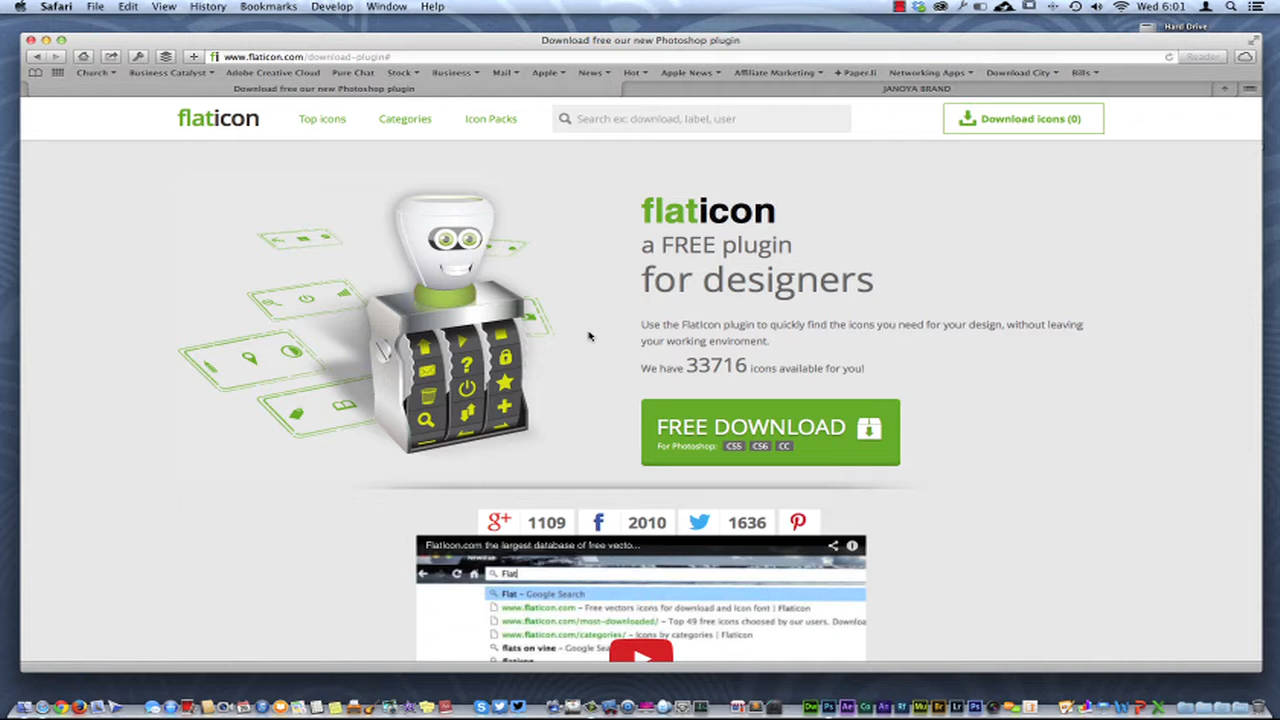 Safari File Edit View History Bookmarks Develop Window Help Wed 6:01
Hard Drive
Download free our new Photoshop plugin
www.flaticon.com/download-plugin# Reader
Church Business Catalyst Adobe Creative Cloud Pure Chat Stock Business Mail Apple News Hot Apple News Affiliate Marketing + Paper.li Networking Apps Download City Bills
Download free our new Photoshop plugin JANOYA BRAND
flaticon Top icons Categories Icon Packs Search ex: download, label, user Download icons (0)
flaticon
a FREE plugin
for designers
Use the FlatIcon plugin to quickly find the icons you need for your design, without leaving
your working enviroment.
We have 33716 icons available for you!
FREE DOWNLOAD
For Photoshop: CS5 CS6 CC
g+ 1109 2010 1636
FlatIcon.com the largest database of free vecto...
Flat
Flat - Google Search
www.flaticon.com - Free vectors icons for download and Icon font | Flaticon
www.flaticon.com/most-downloaded/ - Top 49 free icons choosed by our users. Downloa
www.flaticon.com/categories/ - Icons by categories | Flaticon
flats on vine - Google Sea